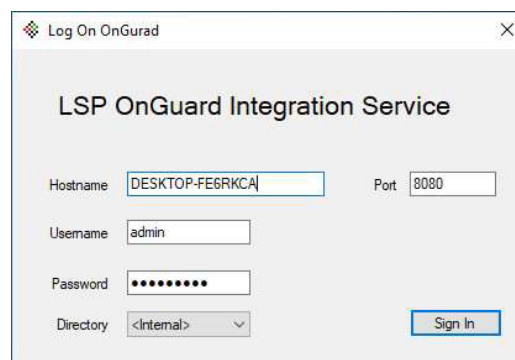 Log On OnGurad
LSP OnGuard Integration Service
Hostname DESKTOP-FE6RKCA Port 8080
Username admin
Password ●●●●●●●●●
Directory <Internal>
Sign In